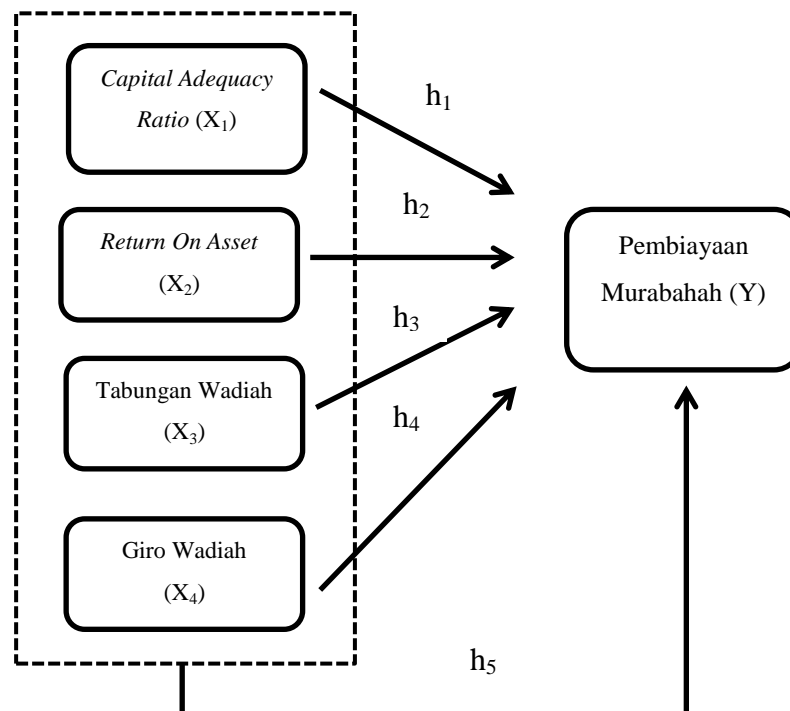 Capital Adequacy
Ratio (X₁)
h₁
Return On Asset
(X₂)
h₂
Pembiayaan
Murabahah (Y)
h₃
Tabungan Wadiah
(X₃)
h₄
Giro Wadiah
(X₄)
h₅